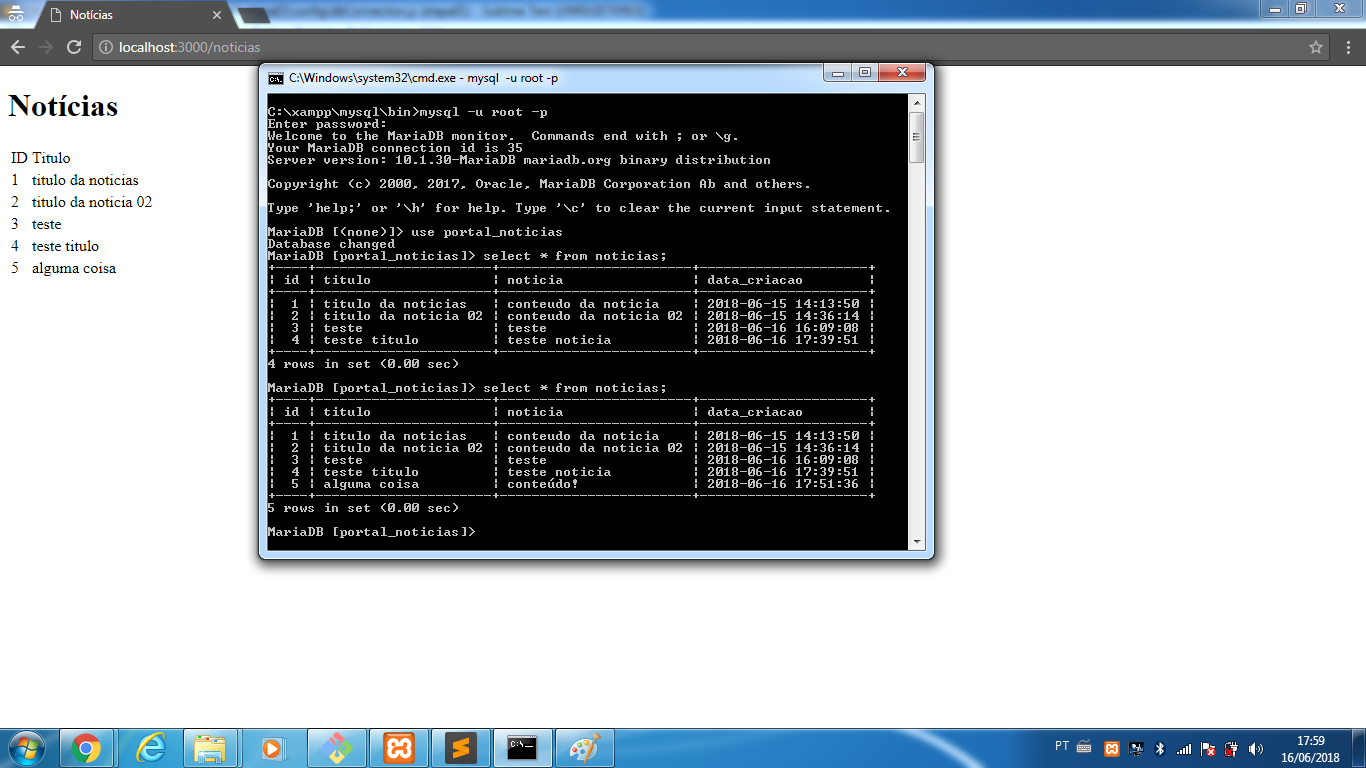 Notícias
localhost:3000/noticias
Notícias
ID Titulo
1 titulo da noticias
2 titulo da noticia 02
3 teste
4 teste titulo
5 alguma coisa
C:\Windows\system32\cmd.exe - mysql -u root -p
C:\xampp\mysql\bin>mysql -u root -p
Enter password:
Welcome to the MariaDB monitor. Commands end with ; or \g.
Your MariaDB connection id is 35
Server version: 10.1.30-MariaDB mariadb.org binary distribution
Copyright (c) 2000, 2017, Oracle, MariaDB Corporation Ab and others.
Type 'help;' or '\h' for help. Type '\c' to clear the current input statement.
MariaDB [(none)]> use portal_noticias
Database changed
MariaDB [portal_noticias]> select * from noticias;
+----+----------------------+------------------------+---------------------+
| id | titulo | noticia | data_criacao |
+----+----------------------+------------------------+---------------------+
| 1 | titulo da noticias | conteudo da noticia | 2018-06-15 14:13:50 |
| 2 | titulo da noticia 02 | conteudo da noticia 02 | 2018-06-15 14:36:14 |
| 3 | teste | teste | 2018-06-16 16:09:08 |
| 4 | teste titulo | teste noticia | 2018-06-16 17:39:51 |
+----+----------------------+------------------------+---------------------+
4 rows in set (0.00 sec)
MariaDB [portal_noticias]> select * from noticias;
+----+----------------------+------------------------+---------------------+
| id | titulo | noticia | data_criacao |
+----+----------------------+------------------------+---------------------+
| 1 | titulo da noticias | conteudo da noticia | 2018-06-15 14:13:50 |
| 2 | titulo da noticia 02 | conteudo da noticia 02 | 2018-06-15 14:36:14 |
| 3 | teste | teste | 2018-06-16 16:09:08 |
| 4 | teste titulo | teste noticia | 2018-06-16 17:39:51 |
| 5 | alguma coisa | conteúdo! | 2018-06-16 17:51:36 |
+----+----------------------+------------------------+---------------------+
5 rows in set (0.00 sec)
MariaDB [portal_noticias]>
PT
17:59
16/06/2018